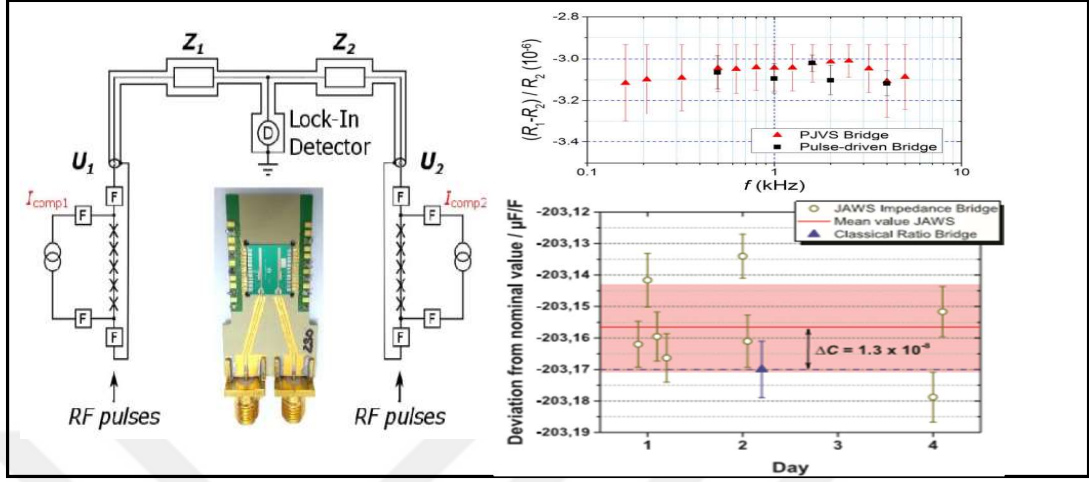 Z1 Z2
Lock-In
Detector
D
U1 U2
F F
Icomp1 F F Icomp2
F F
F F
RF pulses RF pulses
230
(R1-R2) / R2 (10-6)
-2.8
-3.0
-3.2
-3.4
PJVS Bridge
Pulse-driven Bridge
0.1 1 10
f (kHz)
Deviation from nominal value / µF/F
-203,12
-203,13
-203,14
-203,15
-203,16
-203,17
-203,18
-203,19
JAWS Impedance Bridge
Mean value JAWS
Classical Ratio Bridge
ΔC = 1.3 x 10-8
1 2 3 4
Day